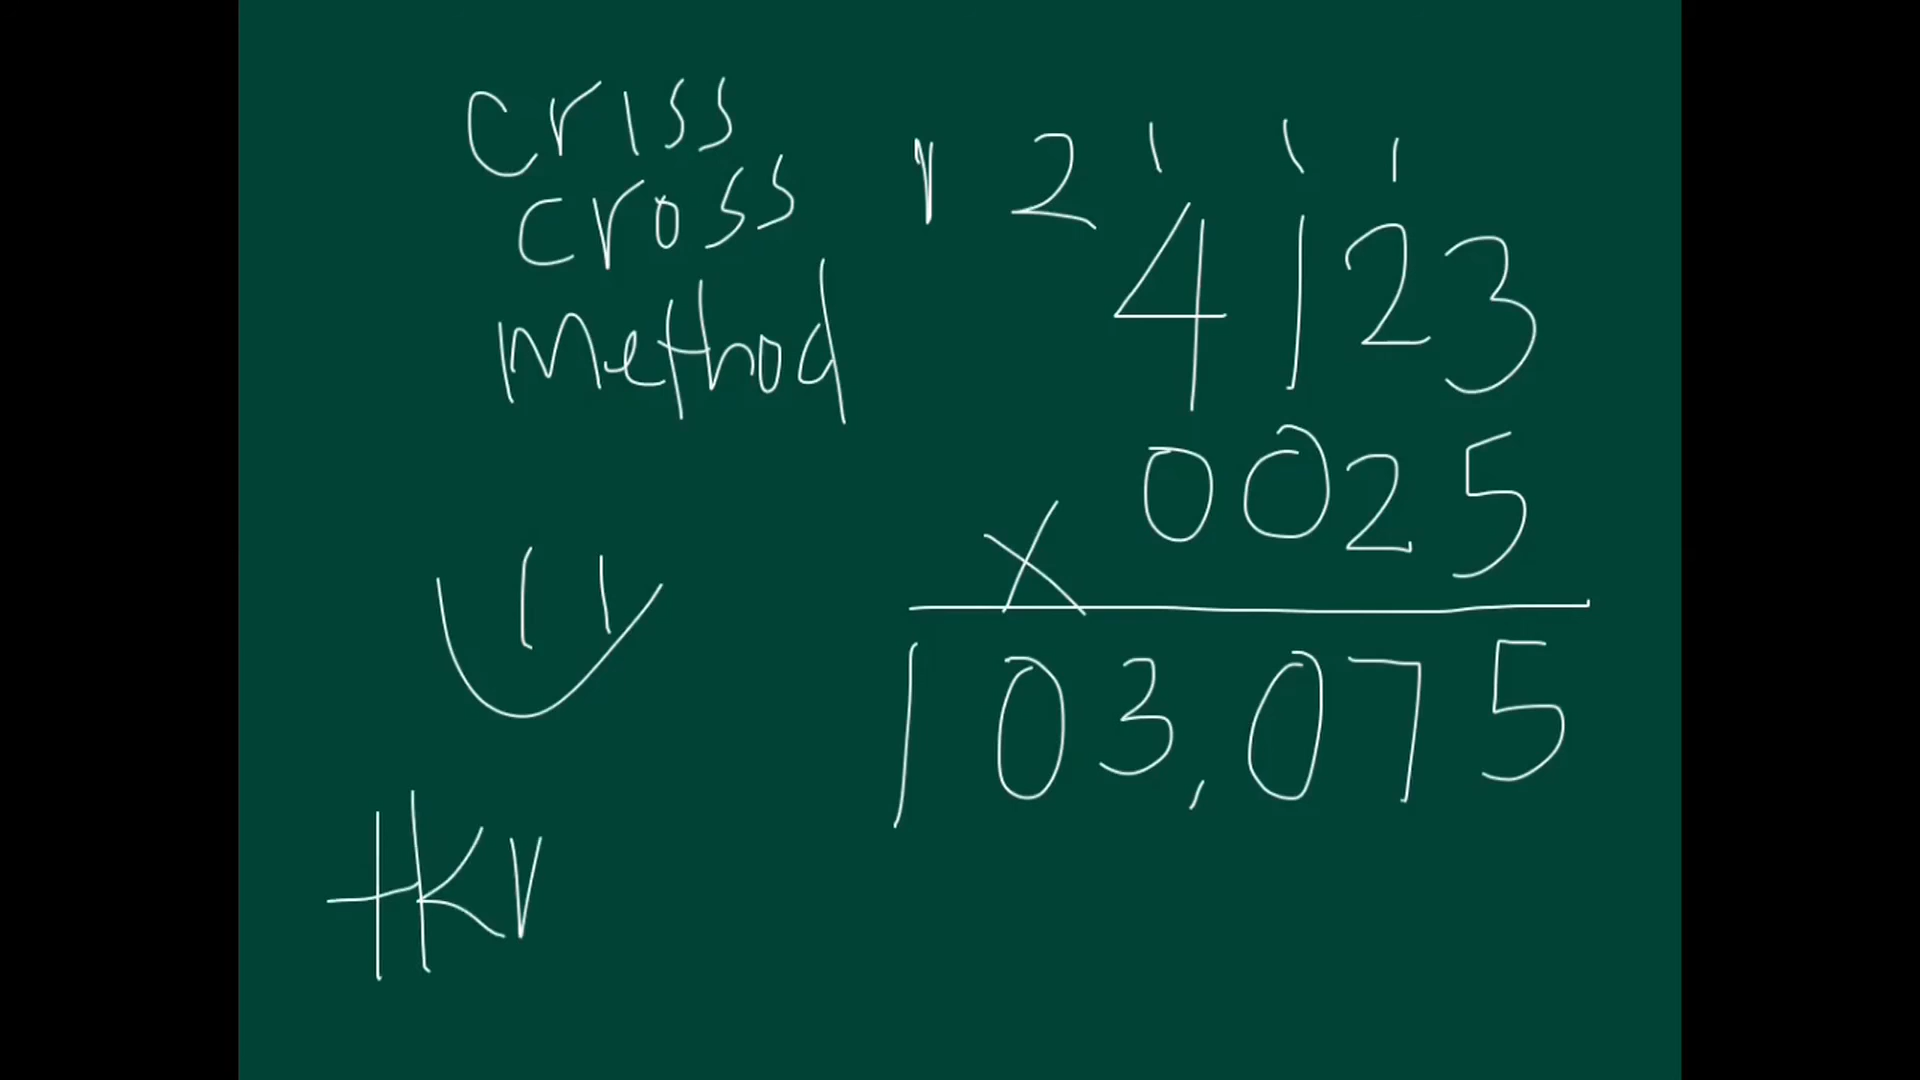 criss
cross
method
1 2 1 1 1
4123
0025
X
103,075
HKV